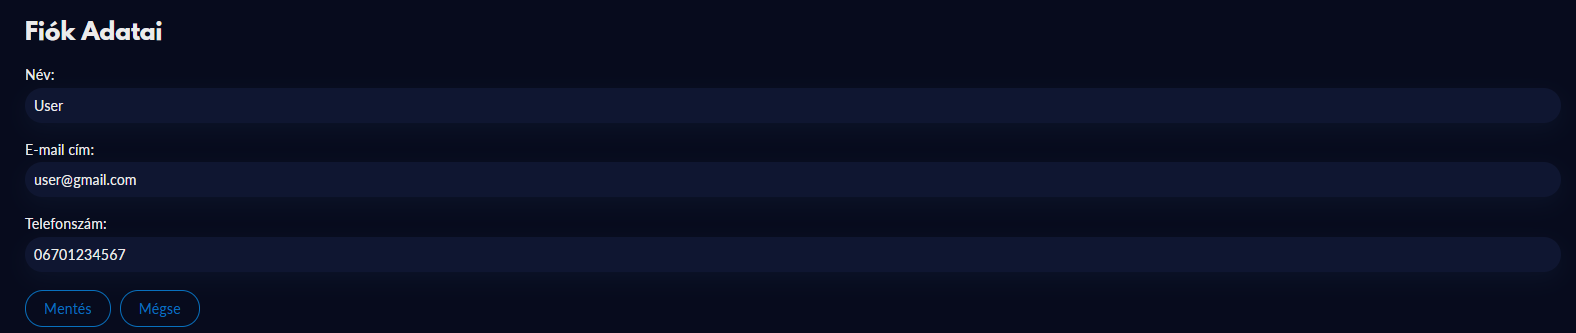 Fiók Adatai
Név:
User
E-mail cím:
user@gmail.com
Telefonszám:
06701234567
Mentés Mégse